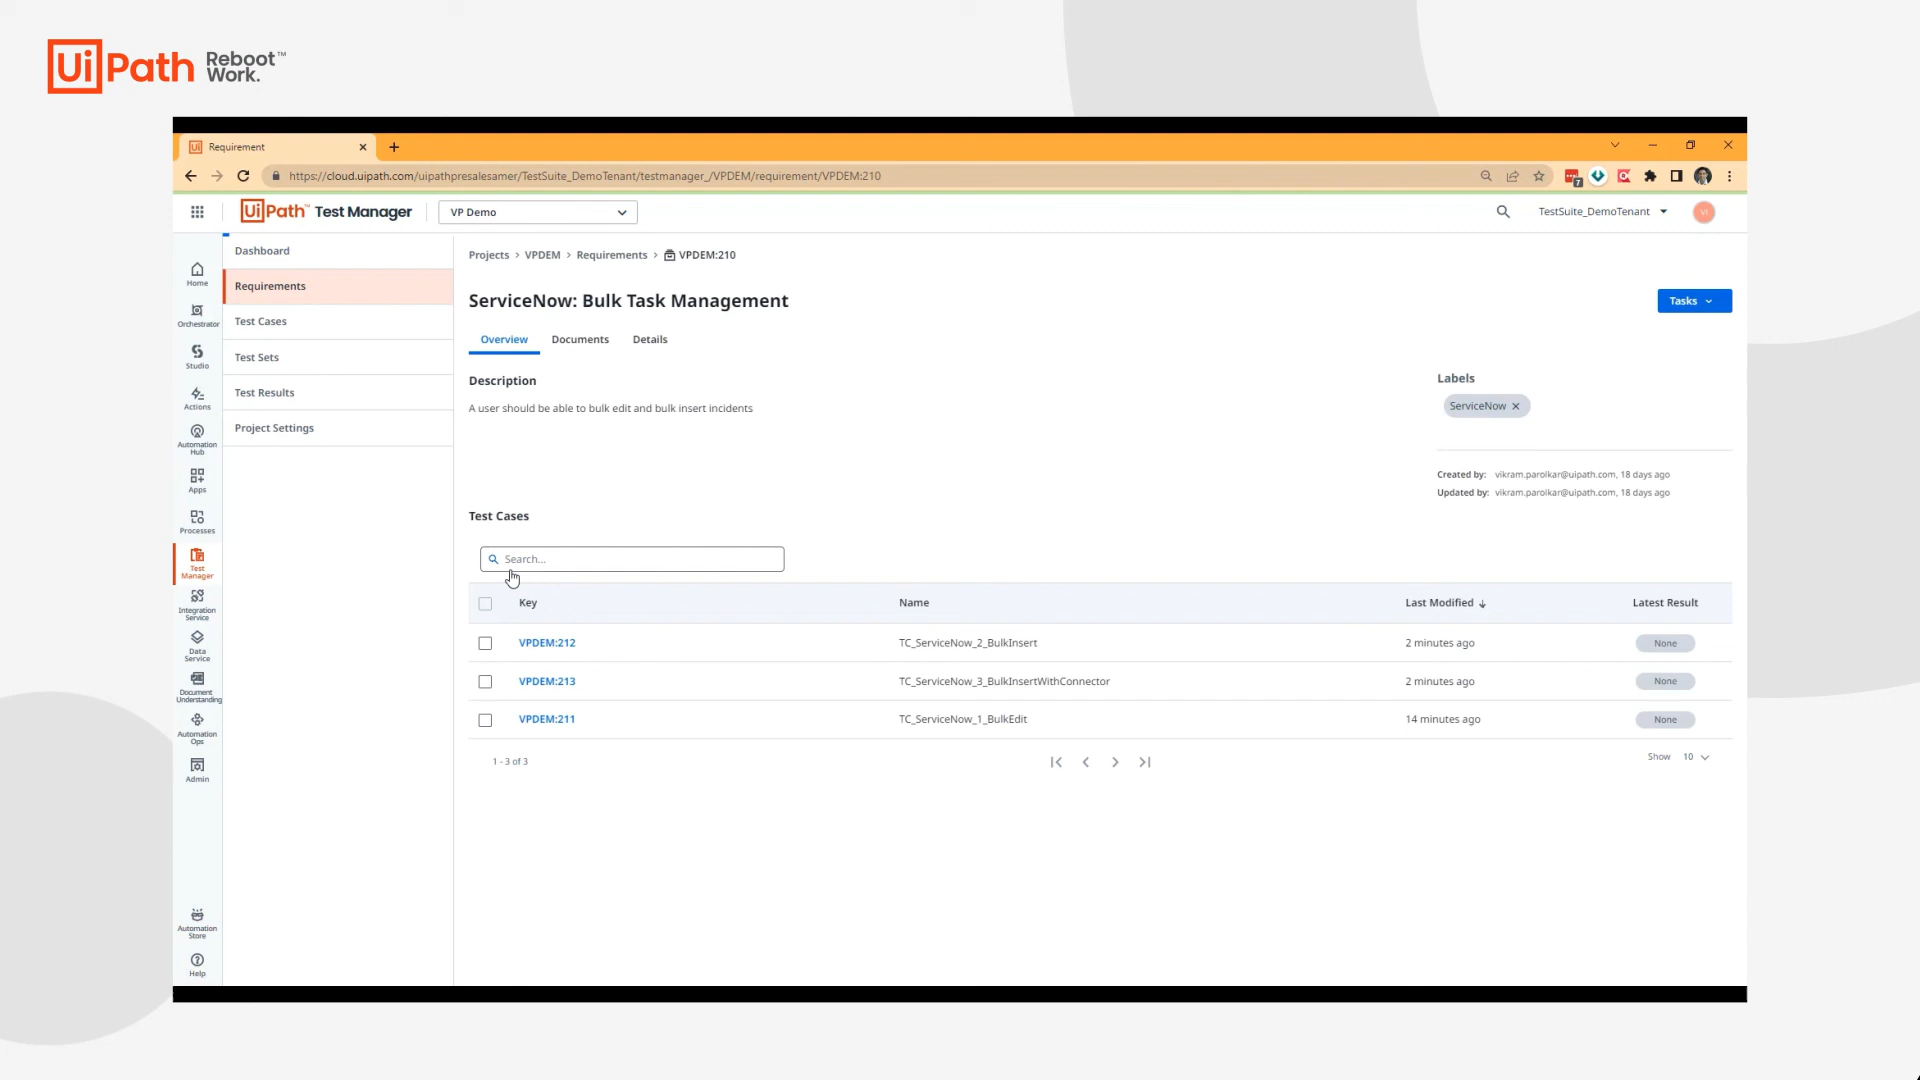 UiPath Reboot Work.™
Requirement
https://cloud.uipath.com/uipathpresalesamer/TestSuite_DemoTenant/testmanager_/VPDEM/requirement/VPDEM:210
7
UiPath™ Test Manager
VP Demo
TestSuite_DemoTenant
VI
Home
Orchestrator
Studio
Actions
Automation
Hub
Apps
Processes
Test
Manager
Integration
Service
Data
Service
Document
Understanding
Automation
Ops
Admin
Automation
Store
Help
Dashboard
Requirements
Test Cases
Test Sets
Test Results
Project Settings
Projects > VPDEM > Requirements > VPDEM:210
ServiceNow: Bulk Task Management
Tasks
Overview Documents Details
Description
A user should be able to bulk edit and bulk insert incidents
Labels
ServiceNow
Created by: vikram.parolkar@uipath.com, 18 days ago
Updated by: vikram.parolkar@uipath.com, 18 days ago
Test Cases
Search...
Key Name Last Modified Latest Result
VPDEM:212 TC_ServiceNow_2_BulkInsert 2 minutes ago None
VPDEM:213 TC_ServiceNow_3_BulkInsertWithConnector 2 minutes ago None
VPDEM:211 TC_ServiceNow_1_BulkEdit 14 minutes ago None
1 - 3 of 3
Show 10